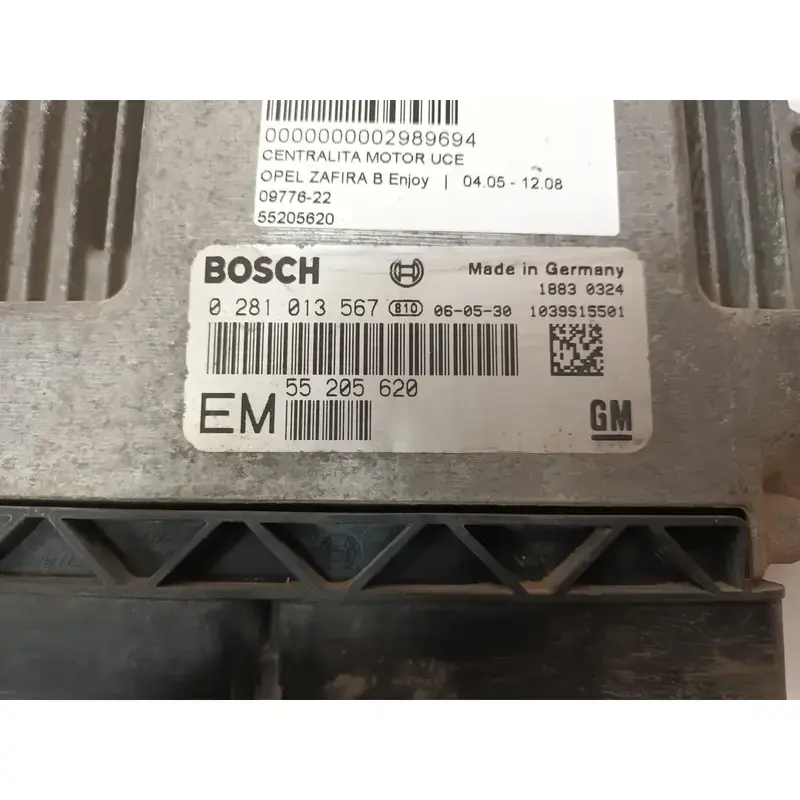 0000000002989694
CENTRALITA MOTOR UCE
OPEL ZAFIRA B Enjoy | 04.05 - 12.08
09776-22
55205620
BOSCH Made in Germany
1883 0324
0 281 013 567 810 06-05-30 1039S15501
55 205 620
EM GM